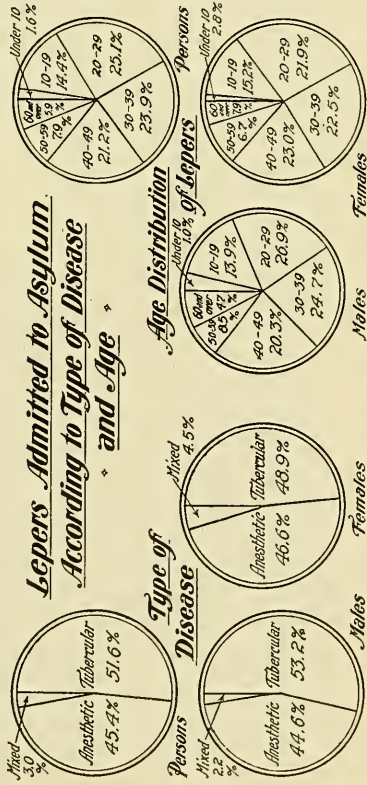 Lepers Admitted to Asylum
According to Type of Disease
and Age
Type of
Disease
Mixed
3.0
%
Anesthetic
45.4%
Tubercular
51.6%
Persons
Mixed
2.2
%
Anesthetic
44.6%
Tubercular
53.2%
Males
Mixed
4.5%
Anesthetic
46.6%
Tubercular
48.9%
Females
Age Distribution
of Lepers
Under 10
1.6%
10-19
14.4%
20-29
25.1%
30-39
23.9%
40-49
21.2%
50-59
7.9
%
60 and
over
5.9
%
Persons
Under 10
1.0%
10-19
13.9%
20-29
26.9%
30-39
24.7%
40-49
20.3%
50-59
8.5
%
60 and
over
4.7
%
Males
Under 10
2.8%
10-19
15.2%
20-29
21.9%
30-39
22.5%
40-49
23.0%
50-59
6.7
%
60 and
over
7.9
%
Females